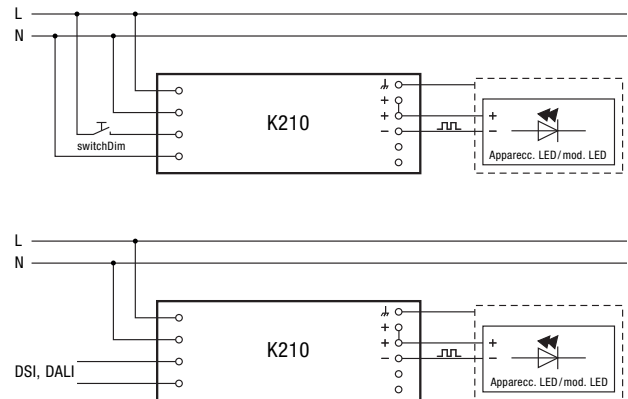 L
N
K210
+
+
−
switchDim
+
−
Apparecc. LED/mod. LED
L
N
K210
+
+
−
DSI, DALI
+
−
Apparecc. LED/mod. LED